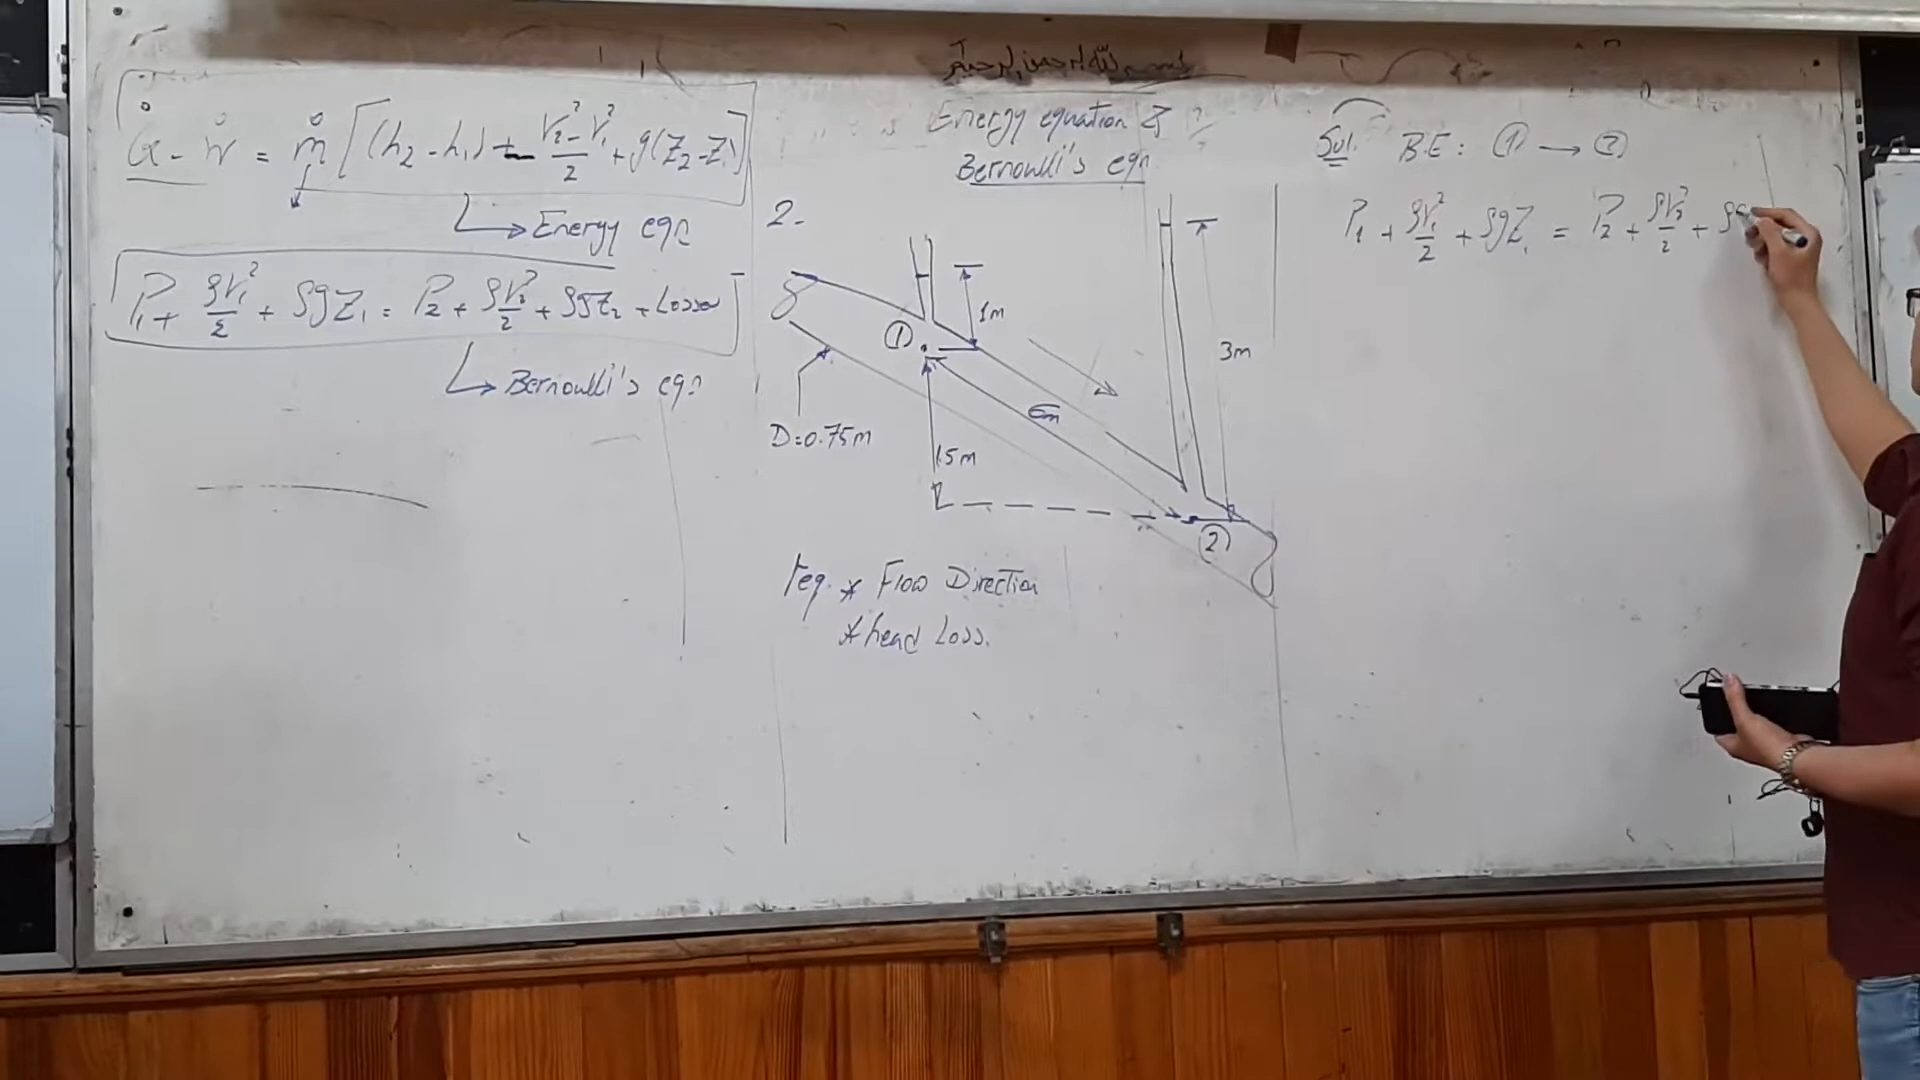 بسم الله الرحمن الرحيم
Energy equation &
Bernoulli's eqn.
Q̇ - Ẇ = ṁ [(h₂ - h₁) + (V₂² - V₁²)/2 + g(Z₂ - Z₁)]
Energy eqn
P₁ + ρV₁²/2 + ρgZ₁ = P₂ + ρV₂²/2 + ρgZ₂ + Losses
Bernoulli's eqn
2-
①
1m
3m
6m
D=0.75m
1.5m
②
req. * Flow Direction
* head Loss.
Sol. B.E: ① → ②
P₁ + ρV₁²/2 + ρgZ₁ = P₂ + ρV₂²/2 + ρg